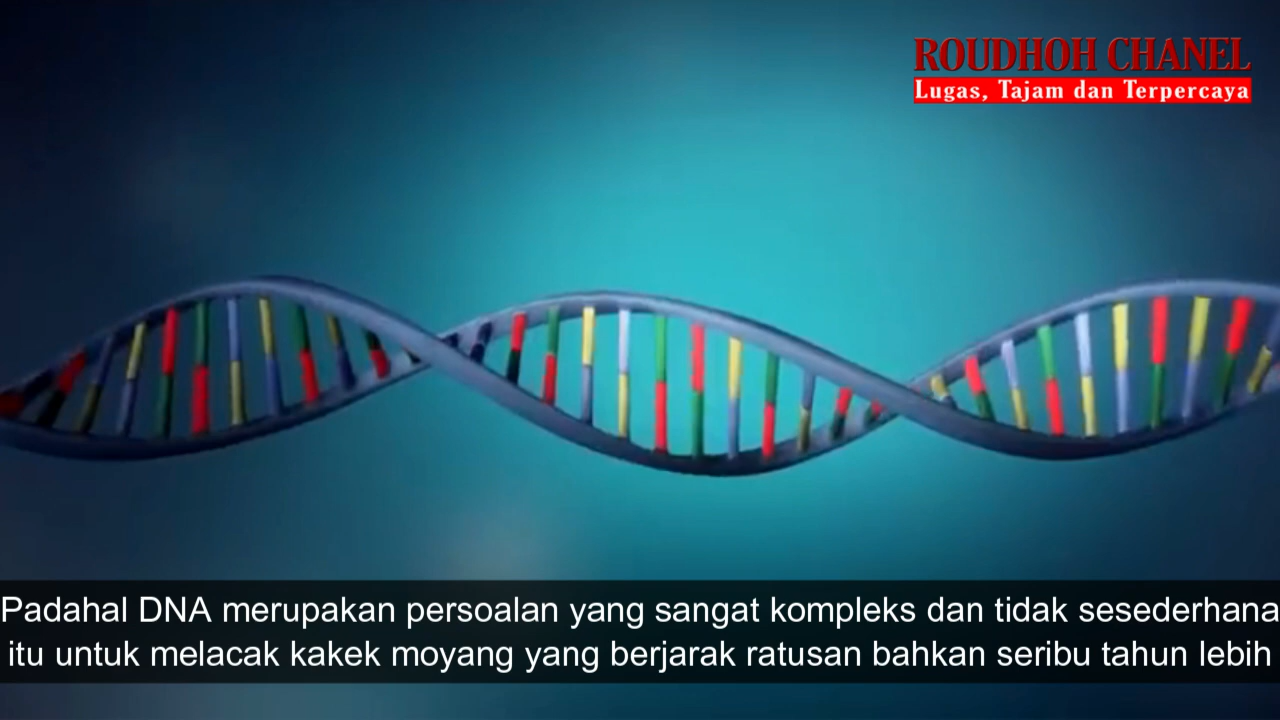 ROUDHOH CHANEL
Lugas, Tajam dan Terpercaya
Padahal DNA merupakan persoalan yang sangat kompleks dan tidak sesederhana
itu untuk melacak kakek moyang yang berjarak ratusan bahkan seribu tahun lebih